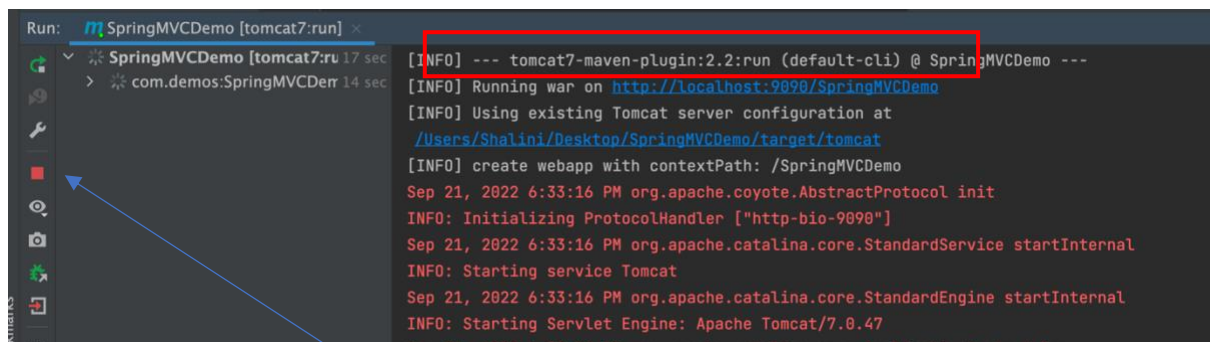 Run: SpringMVCDemo [tomcat7:run] ×
SpringMVCDemo [tomcat7:ru 17 sec
com.demos:SpringMVCDem 14 sec
[INFO] --- tomcat7-maven-plugin:2.2:run (default-cli) @ SpringMVCDemo ---
[INFO] Running war on http://localhost:9090/SpringMVCDemo
[INFO] Using existing Tomcat server configuration at
/Users/Shalini/Desktop/SpringMVCDemo/target/tomcat
[INFO] create webapp with contextPath: /SpringMVCDemo
Sep 21, 2022 6:33:16 PM org.apache.coyote.AbstractProtocol init
INFO: Initializing ProtocolHandler ["http-bio-9090"]
Sep 21, 2022 6:33:16 PM org.apache.catalina.core.StandardService startInternal
INFO: Starting service Tomcat
Sep 21, 2022 6:33:16 PM org.apache.catalina.core.StandardEngine startInternal
INFO: Starting Servlet Engine: Apache Tomcat/7.0.47